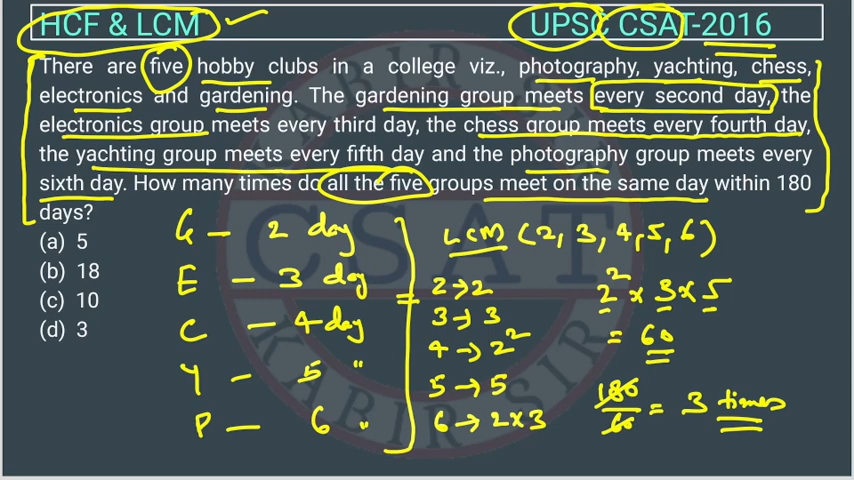 HCF & LCM
UPSC CSAT-2016
There are five hobby clubs in a college viz., photography, yachting, chess,
electronics and gardening. The gardening group meets every second day, the
electronics group meets every third day, the chess group meets every fourth day,
the yachting group meets every fifth day and the photography group meets every
sixth day. How many times do all the five groups meet on the same day within 180
days?
(a) 5
(b) 18
(c) 10
(d) 3
G - 2 day
E - 3 day
C - 4 day
Y - 5 "
P - 6 "
LCM (2, 3, 4, 5, 6)
= 2 → 2
3 → 3
4 → 2²
5 → 5
6 → 2×3
2² × 3 × 5
= 60
180/60 = 3 times
KABIR SIR
CSAT
KABIR SIR